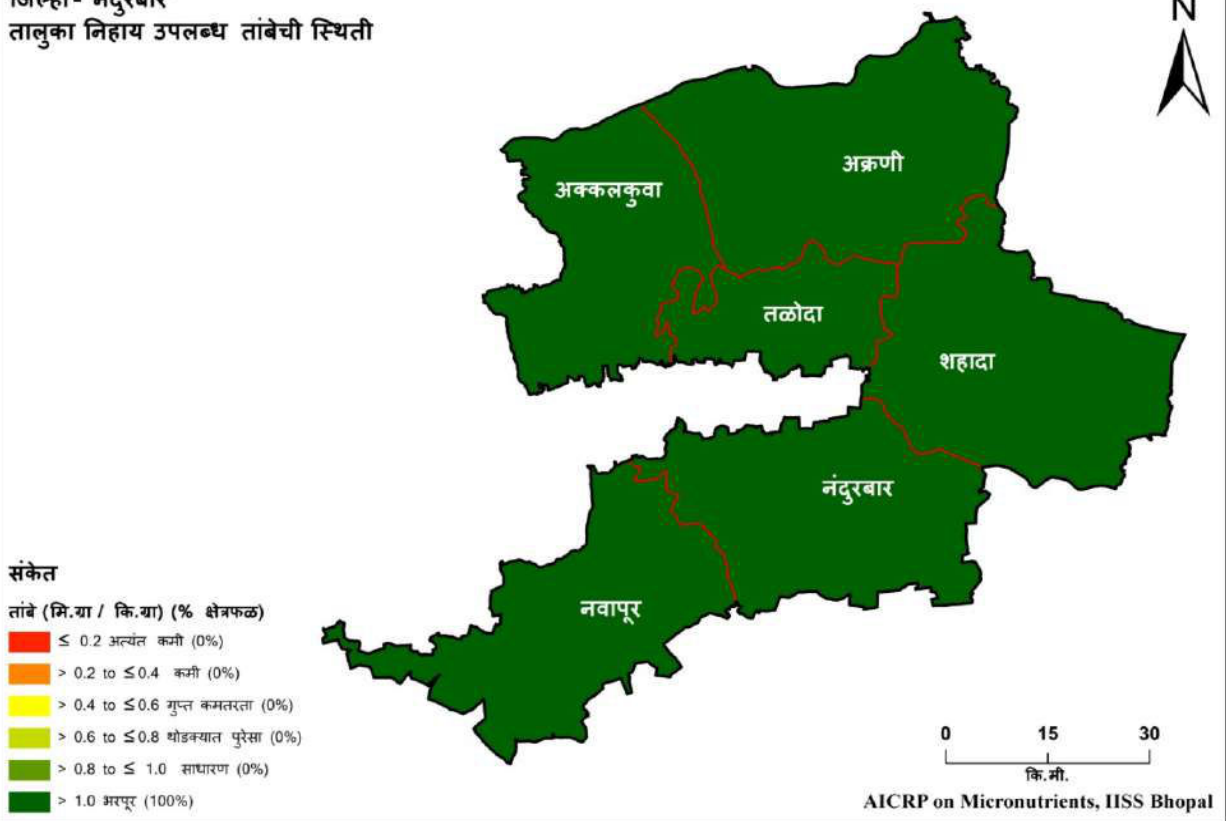 जिल्हा- नंदुरबार
तालुका निहाय उपलब्ध तांबेची स्थिती
N
अक्रणी
अक्कलकुवा
तळोदा
शहादा
नंदुरबार
नवापूर
संकेत
तांबे (मि.ग्रा / कि.ग्रा) (% क्षेत्रफळ)
≤ 0.2 अत्यंत कमी (0%)
> 0.2 to ≤0.4 कमी (0%)
> 0.4 to ≤0.6 गुप्त कमतरता (0%)
> 0.6 to ≤0.8 थोडक्यात पुरेसा (0%)
> 0.8 to ≤ 1.0 साधारण (0%)
> 1.0 भरपूर (100%)
0 15 30
कि.मी.
AICRP on Micronutrients, IISS Bhopal